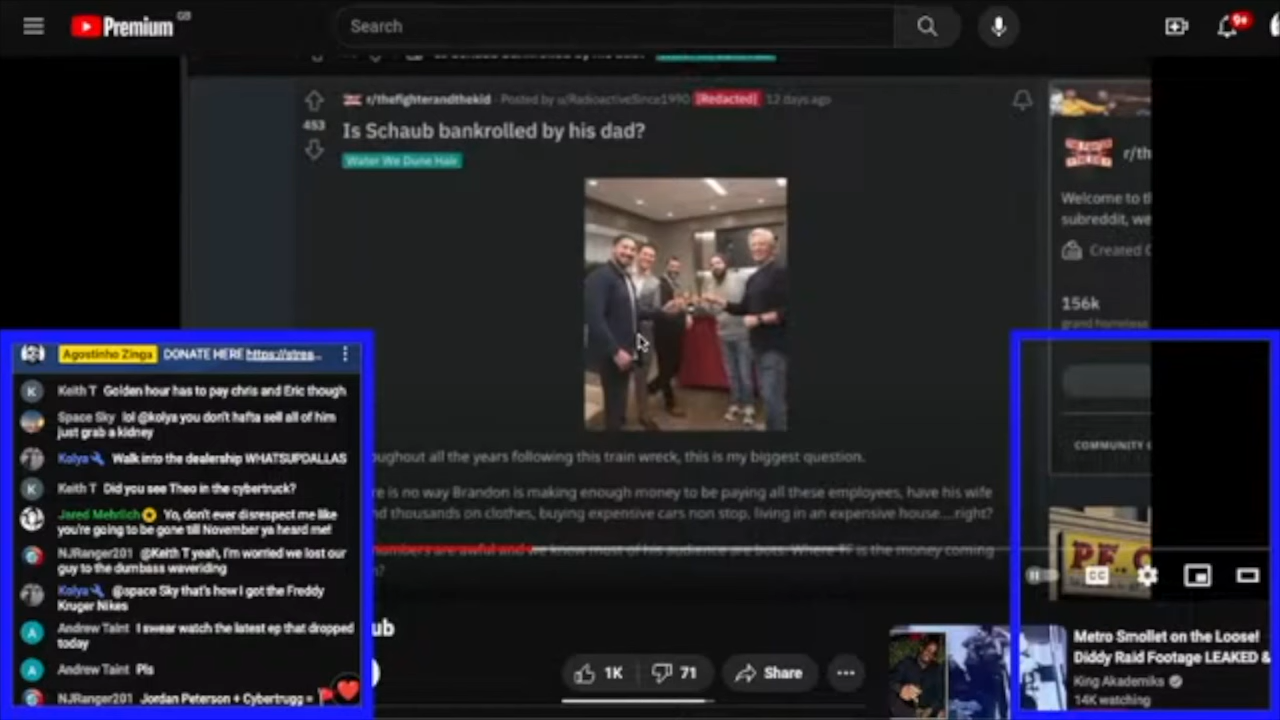 Premium GB
Search
9+
r/thefighterandthekid · Posted by u/RadioactiveSince1990 [Redacted] 12 days ago
453
Is Schaub bankrolled by his dad?
Water We Dune Hair
r/th
Welcome to th
subreddit, we
Created
156k
grand homeless
COMMUNITY
oughout all the years following this train wreck, this is my biggest question.
re is no way Brandon is making enough money to be paying all these employees, have his wife
d thousands on clothes, buying expensive cars non stop, living in an expensive house....right?
numbers are awful and we know most of his audience are bots. Where TF is the money coming
?
Agostinho Zinga DONATE HERE https://strea...
Keith T Golden hour has to pay chris and Eric though
Space Sky lol @kolya you don't hafta sell all of him
just grab a kidney
Kolya Walk into the dealership WHATSUPDALLAS
Keith T Did you see Theo in the cybertruck?
Jared Mehrlich Yo, don't ever disrespect me like
you're going to be gone till November ya heard me!
NJRanger201 @Keith T yeah, I'm worried we lost our
guy to the dumbass waveriding
Kolya @space Sky that's how I got the Freddy
Kruger Nikes
Andrew Taint I swear watch the latest ep that dropped
today
Andrew Taint Pls
NJRanger201 Jordan Peterson + Cybertrugg =
ub
1K
71
Share
CC
P.F. C
Metro Smollet on the Loose!
Diddy Raid Footage LEAKED &
King Akademiks
14K watching